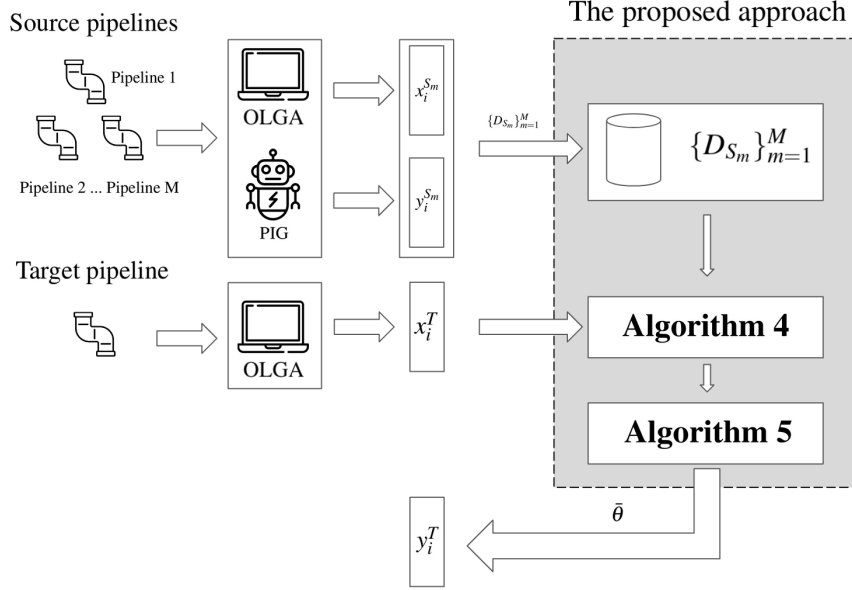 The proposed approach
Source pipelines
Pipeline 1
Pipeline 2 ... Pipeline M
OLGA
PIG
x_i^{S_m}
y_i^{S_m}
{D_{S_m}}_{m=1}^M
{D_{S_m}}_{m=1}^M
Target pipeline
OLGA
x_i^T
Algorithm 4
Algorithm 5
θ̄
y_i^T